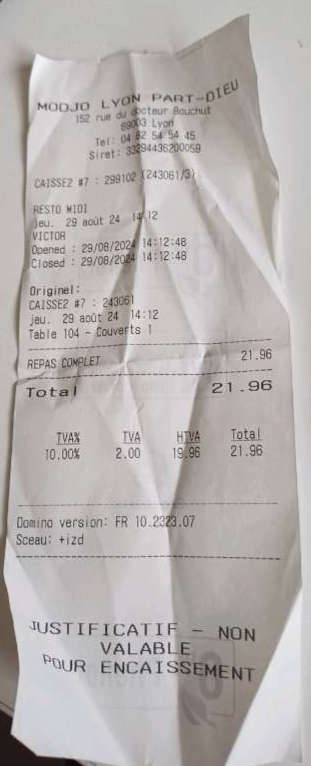 MODJO LYON PART-DIEU
152 rue du docteur Bouchut
69003 Lyon
Tel: 04 82 54 54 45
Siret: 33294436200059
CAISSE2 #7 : 299102 (243061/3)
RESTO MIDI
jeu. 29 août 24 14:12
VICTOR
Opened : 29/08/2024 14:12:48
Closed : 29/08/2024 14:12:48
Originel:
CAISSE2 #7 : 243061
jeu. 29 août 24 14:12
Table 104 - Couverts 1
REPAS COMPLET 21.96
Total 21.96
TVA% TVA HTVA Total
10.00% 2.00 19.96 21.96
Domino version: FR 10.2323.07
Sceau: +izd
JUSTIFICATIF - NON
VALABLE
POUR ENCAISSEMENT